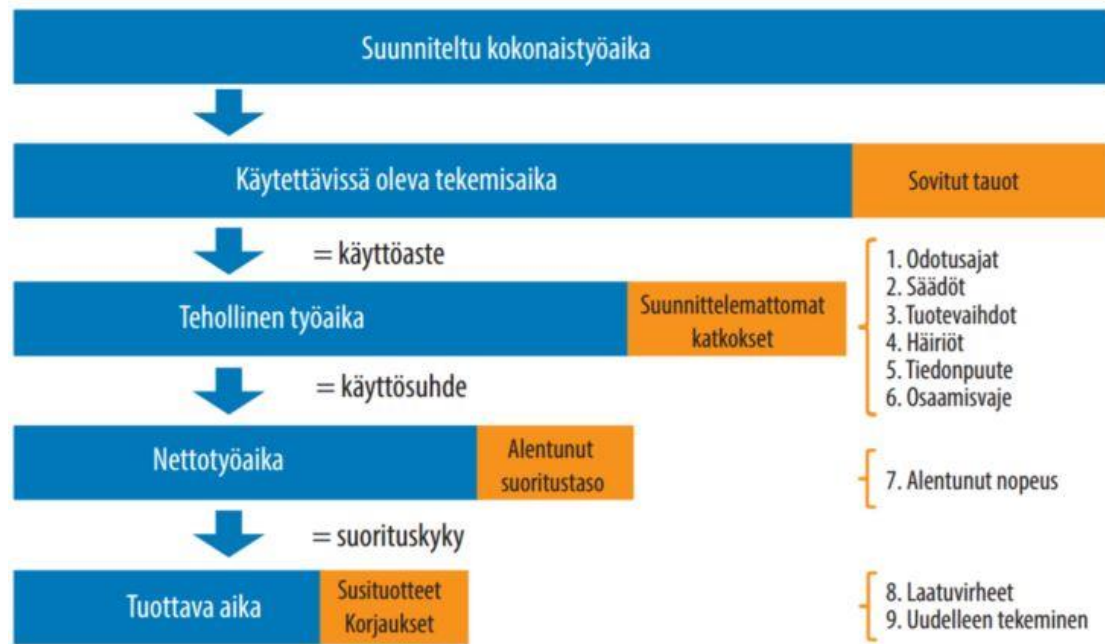 Suunniteltu kokonaistyöaika
Käytettävissä oleva tekemisaika
Sovitut tauot
= käyttöaste
Tehollinen työaika
Suunnittelemattomat
katkokset
1. Odotusajat
2. Säädöt
3. Tuotevaihdot
4. Häiriöt
5. Tiedonpuute
6. Osaamisvaje
= käyttösuhde
Nettotyöaika
Alentunut
suoritustaso
7. Alentunut nopeus
= suorituskyky
Tuottava aika
Susituotteet
Korjaukset
8. Laatuvirheet
9. Uudelleen tekeminen